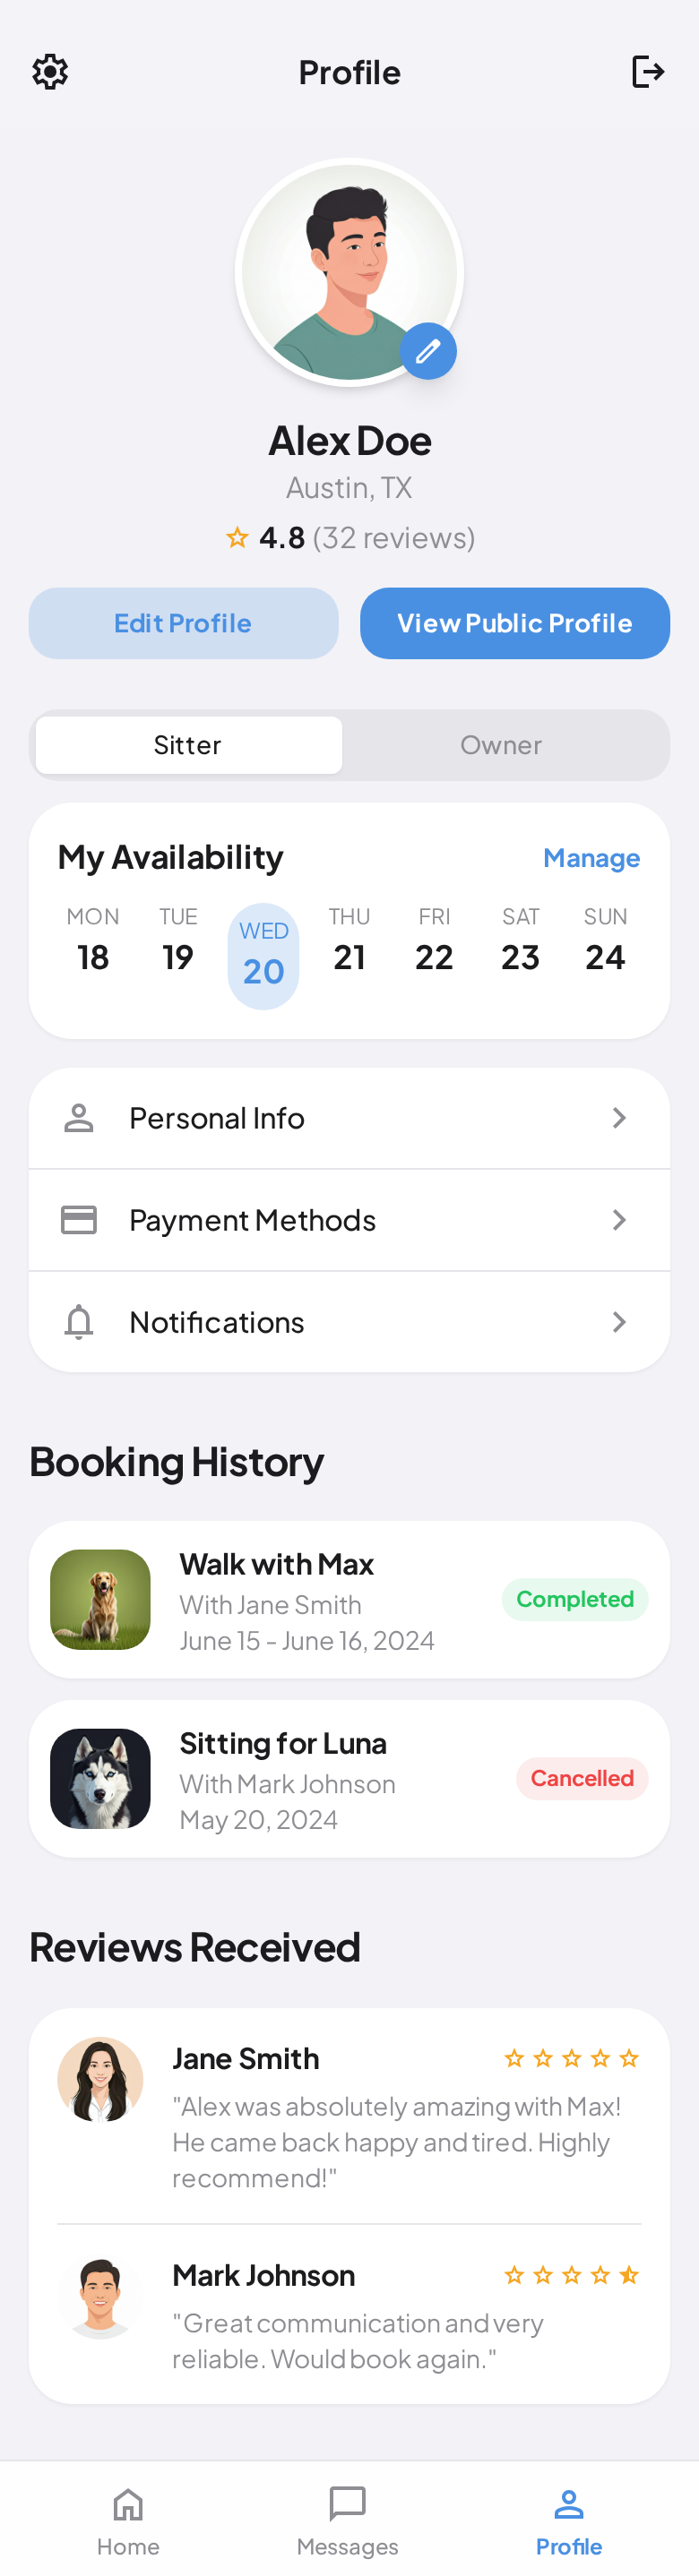 Profile
Alex Doe
Austin, TX
4.8 (32 reviews)
Edit Profile
View Public Profile
Sitter
Owner
My Availability
Manage
MON TUE WED THU FRI SAT SUN
18 19 20 21 22 23 24
Personal Info
Payment Methods
Notifications
Booking History
Walk with Max
With Jane Smith
June 15 - June 16, 2024
Completed
Sitting for Luna
With Mark Johnson
May 20, 2024
Cancelled
Reviews Received
Jane Smith
"Alex was absolutely amazing with Max!
He came back happy and tired. Highly
recommend!"
Mark Johnson
"Great communication and very
reliable. Would book again."
Home
Messages
Profile